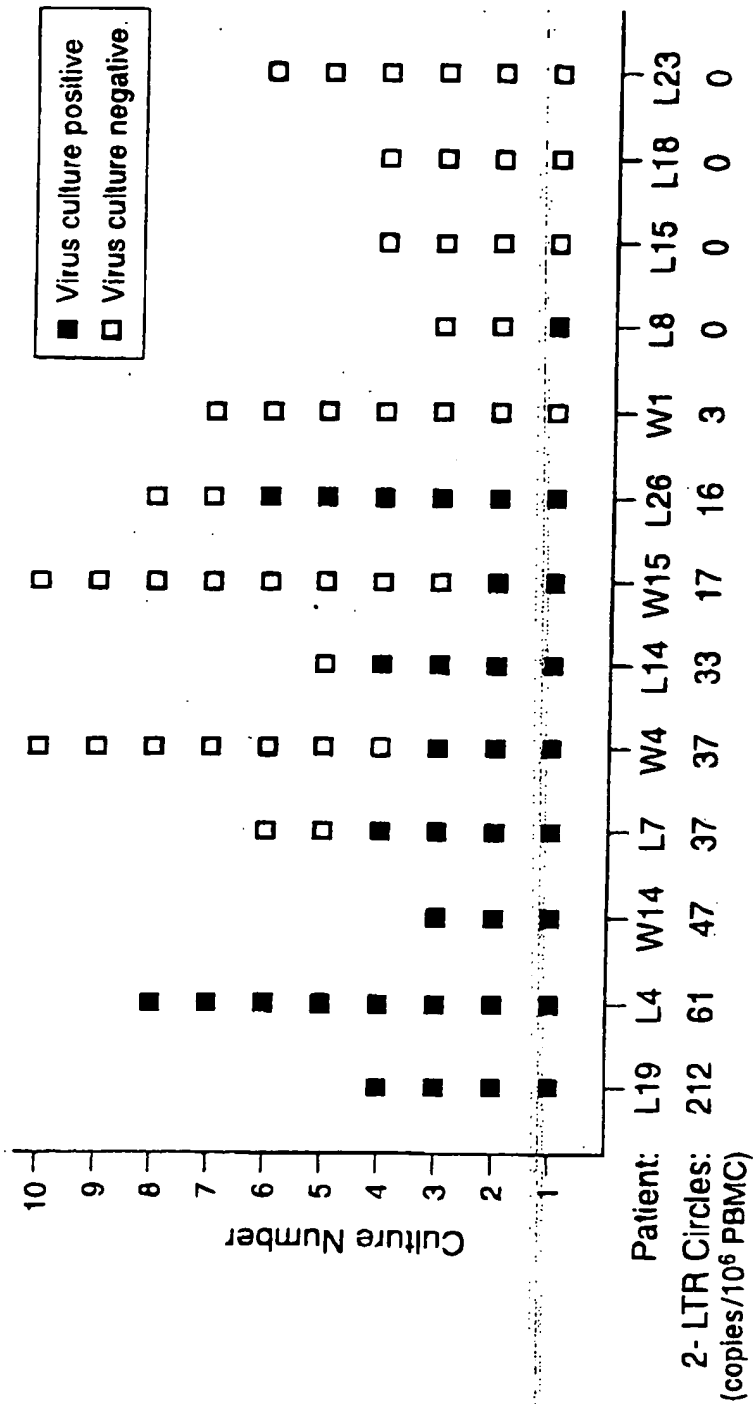 ■ Virus culture positive
□ Virus culture negative
10
9
8
7
6
5
4
3
2
1
Culture Number
Patient: L19 L4 W14 L7 W4 L14 W15 L26 W1 L8 L15 L18 L23
2- LTR Circles: 212 61 47 37 37 33 17 16 3 0 0 0 0
(copies/10⁶ PBMC)